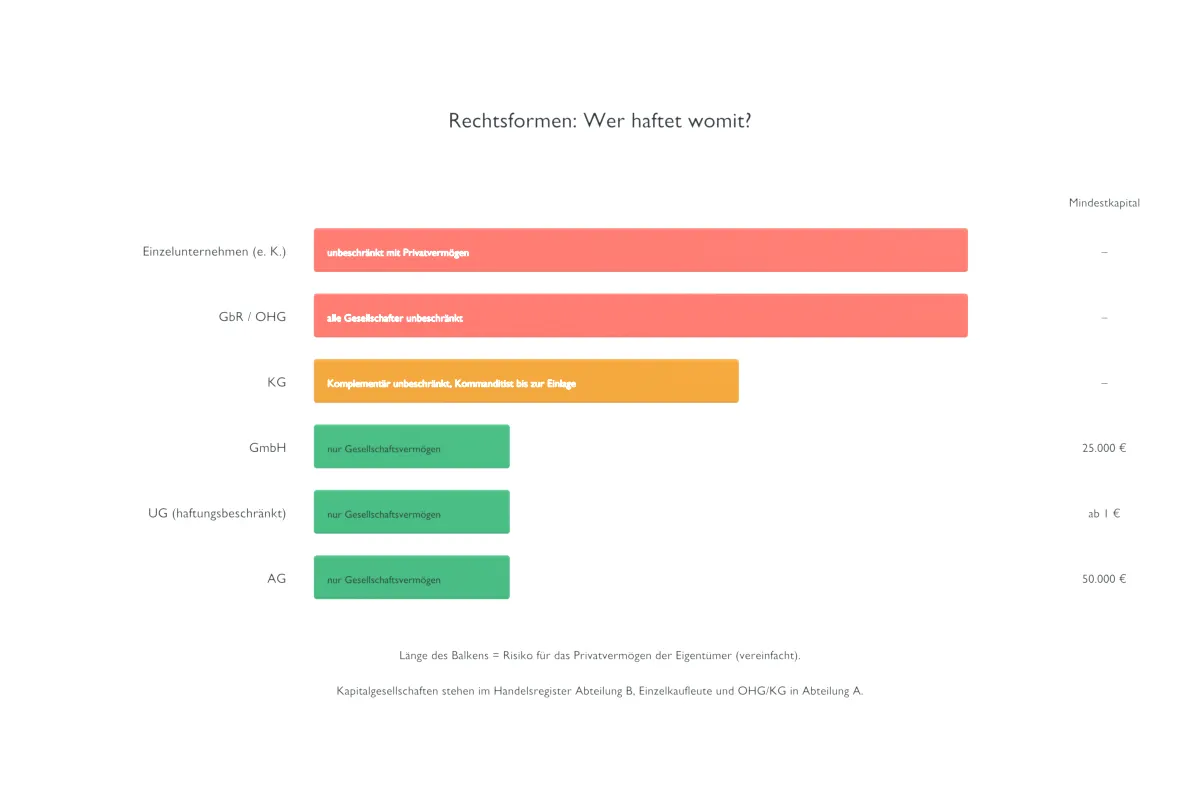 Rechtsformen: Wer haftet womit?
Mindestkapital
Einzelunternehmen (e. K.) unbeschränkt mit Privatvermögen –
GbR / OHG alle Gesellschafter unbeschränkt –
KG Komplementär unbeschränkt, Kommanditist bis zur Einlage –
GmbH nur Gesellschaftsvermögen 25.000 €
UG (haftungsbeschränkt) nur Gesellschaftsvermögen ab 1 €
AG nur Gesellschaftsvermögen 50.000 €
Länge des Balkens = Risiko für das Privatvermögen der Eigentümer (vereinfacht).
Kapitalgesellschaften stehen im Handelsregister Abteilung B, Einzelkaufleute und OHG/KG in Abteilung A.